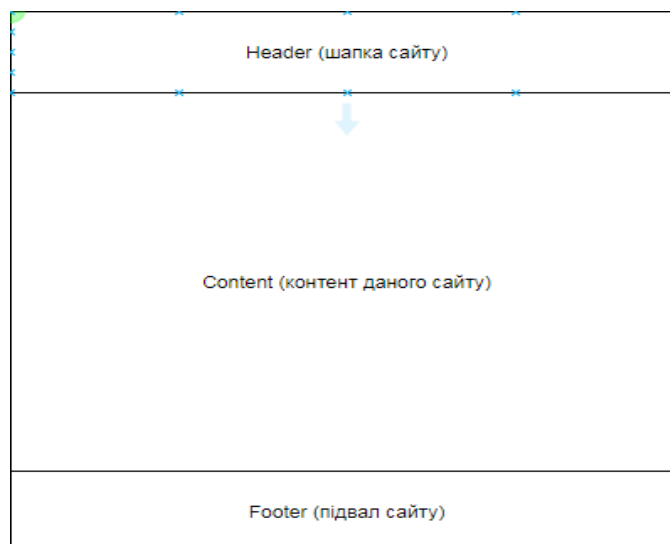 Header (шапка сайту)
Content (контент даного сайту)
Footer (підвал сайту)